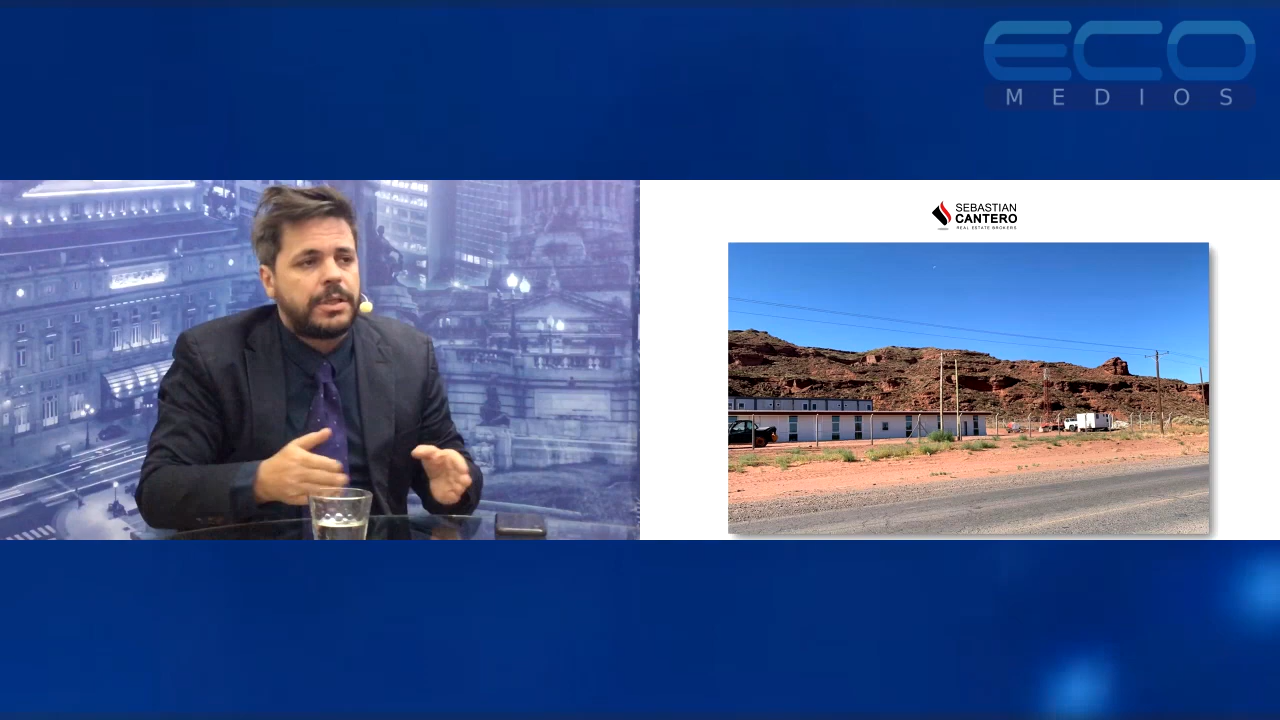 ECO
MEDIOS
SEBASTIAN
CANTERO
REAL ESTATE BROKERS